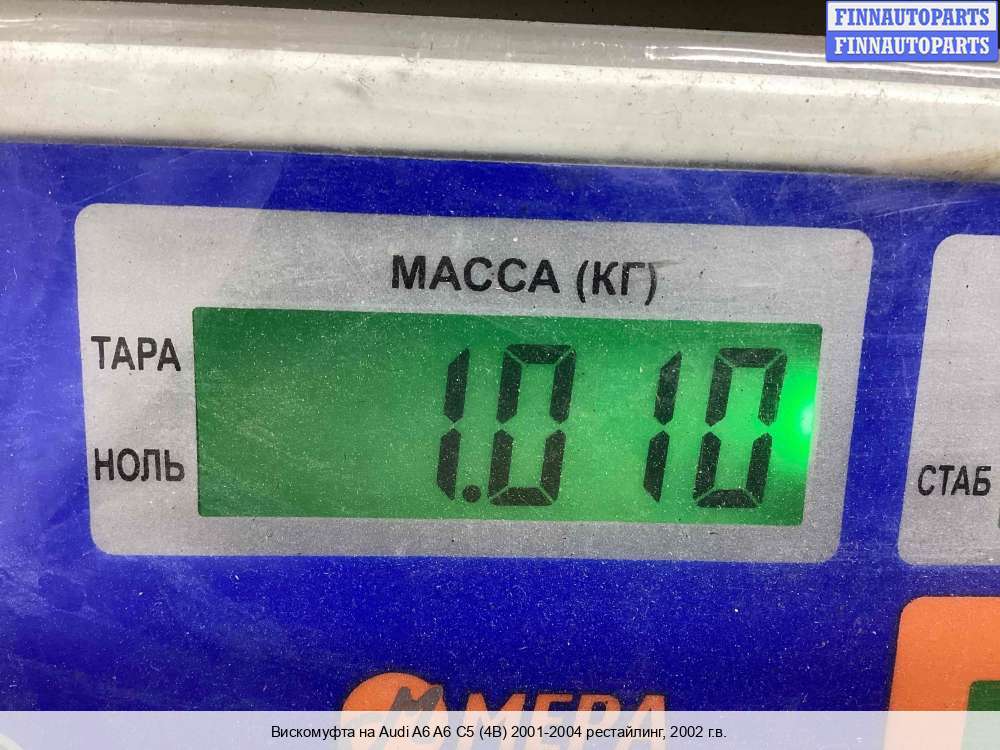 FINNAUTOPARTS
FINNAUTOPARTS
МАССА (КГ)
ТАРА
1.010
НОЛЬ
СТАБ
МЕРА
Вискомуфта на Audi A6 A6 C5 (4B) 2001-2004 рестайлинг, 2002 г.в.